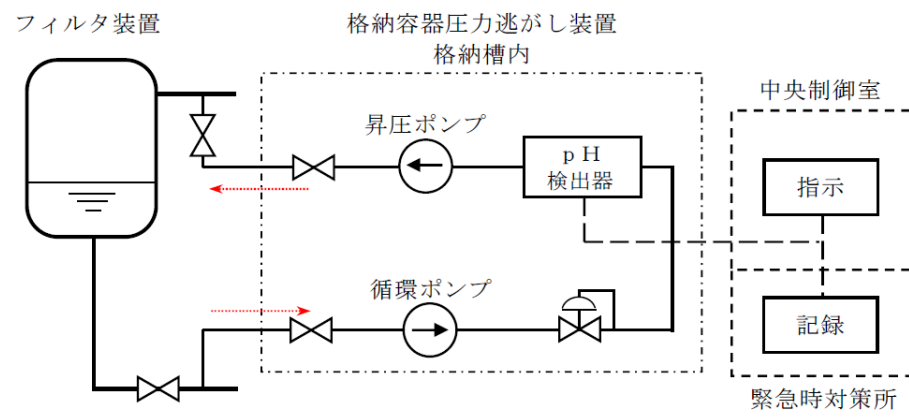 フィルタ装置
格納容器圧力逃がし装置
格納槽内
中央制御室
昇圧ポンプ
ｐＨ
検出器
指示
循環ポンプ
記録
緊急時対策所